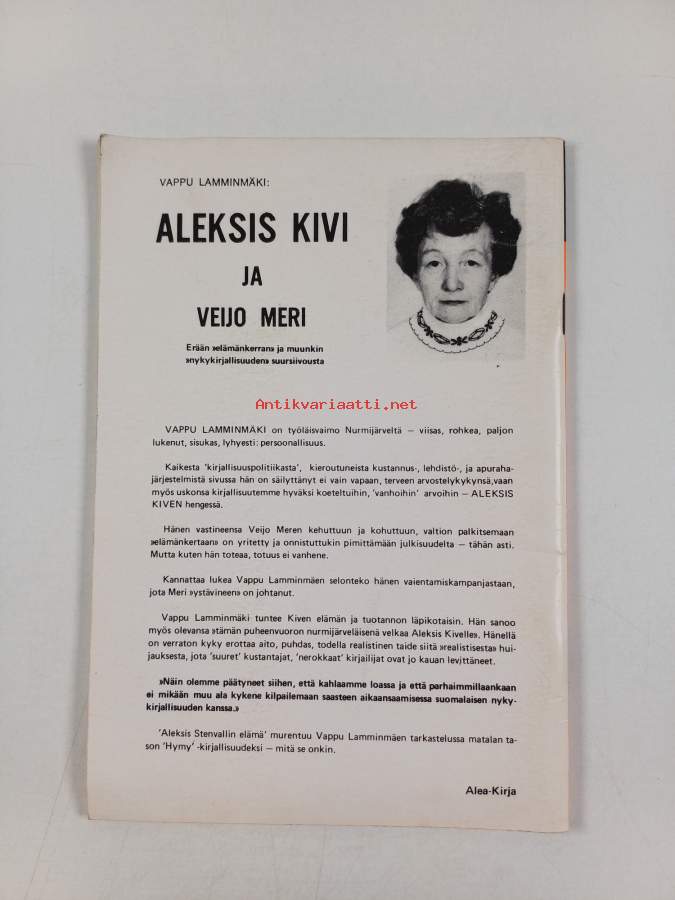 VAPPU LAMMINMÄKI:
ALEKSIS KIVI
JA
VEIJO MERI
Erään »elämänkerran» ja muunkin
»nykykirjallisuuden» suursiivousta
Antikvariaatti.net
VAPPU LAMMINMÄKI on työläisvaimo Nurmijärveltä — viisas, rohkea, paljon
lukenut, sisukas, lyhyesti: persoonallisuus.
Kaikesta 'kirjallisuuspolitiikasta', kieroutuneista kustannus-, lehdistö-, ja apuraha-
järjestelmistä sivussa hän on säilyttänyt ei vain vapaan, terveen arvostelykykynsä,vaan
myös uskonsa kirjallisuutemme hyväksi koeteltuihin, 'vanhoihin' arvoihin — ALEKSIS
KIVEN hengessä.
Hänen vastineensa Veijo Meren kehuttuun ja kohuttuun, valtion palkitsemaan
»elämänkertaan» on yritetty ja onnistuttukin pimittämään julkisuudelta — tähän asti.
Mutta kuten hän toteaa, totuus ei vanhene.
Kannattaa lukea Vappu Lamminmäen selonteko hänen vaientamiskampanjastaan,
jota Meri »ystävineen» on johtanut.
Vappu Lamminmäki tuntee Kiven elämän ja tuotannon läpikotaisin. Hän sanoo
myös olevansa »tämän puheenvuoron nurmijärveläisenä velkaa Aleksis Kivelle». Hänellä
on verraton kyky erottaa aito, puhdas, todella realistinen taide siitä »realistisesta» hui-
jauksesta, jota 'suuret' kustantajat, 'nerokkaat' kirjailijat ovat jo kauan levittäneet.
»Näin olemme päätyneet siihen, että kahlaamme loassa ja että parhaimmillaankaan
ei mikään muu ala kykene kilpailemaan saasteen aikaansaamisessa suomalaisen nyky-
kirjallisuuden kanssa.»
'Aleksis Stenvallin elämä' murentuu Vappu Lamminmäen tarkastelussa matalan ta-
son 'Hymy' -kirjallisuudeksi — mitä se onkin.
Alea-Kirja